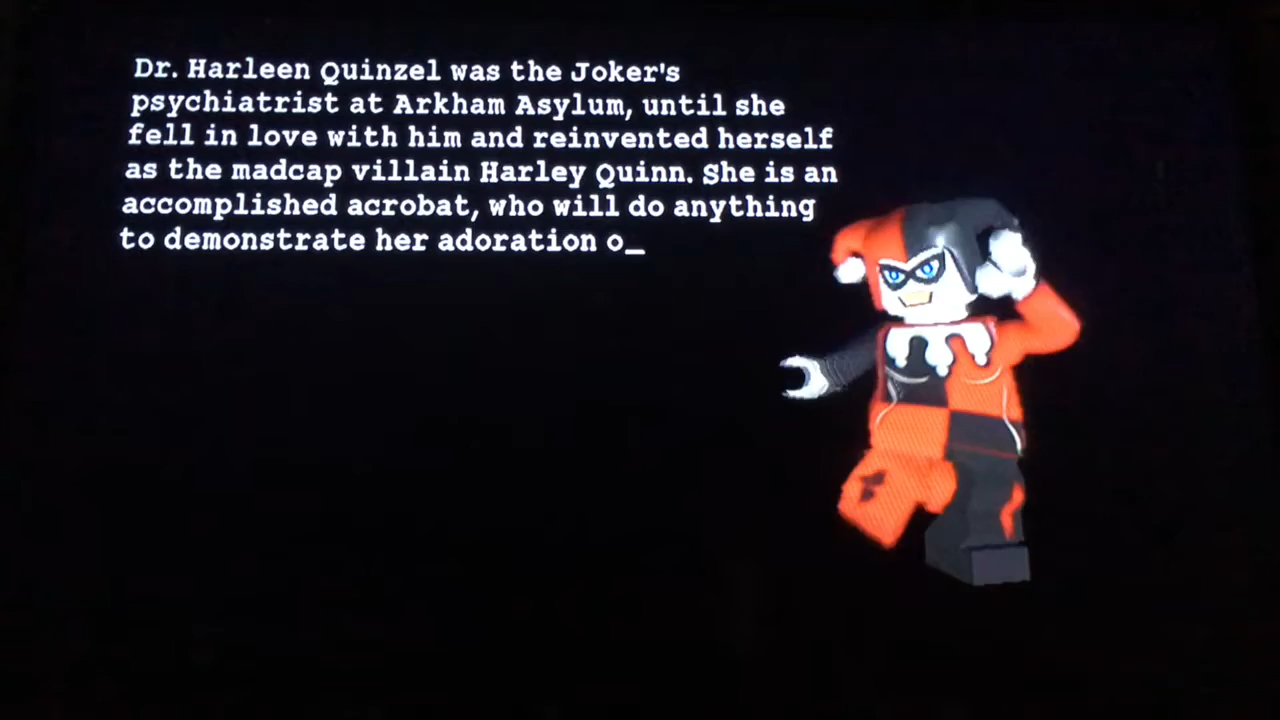 Dr. Harleen Quinzel was the Joker's
psychiatrist at Arkham Asylum, until she
fell in love with him and reinvented herself
as the madcap villain Harley Quinn. She is an
accomplished acrobat, who will do anything
to demonstrate her adoration o_